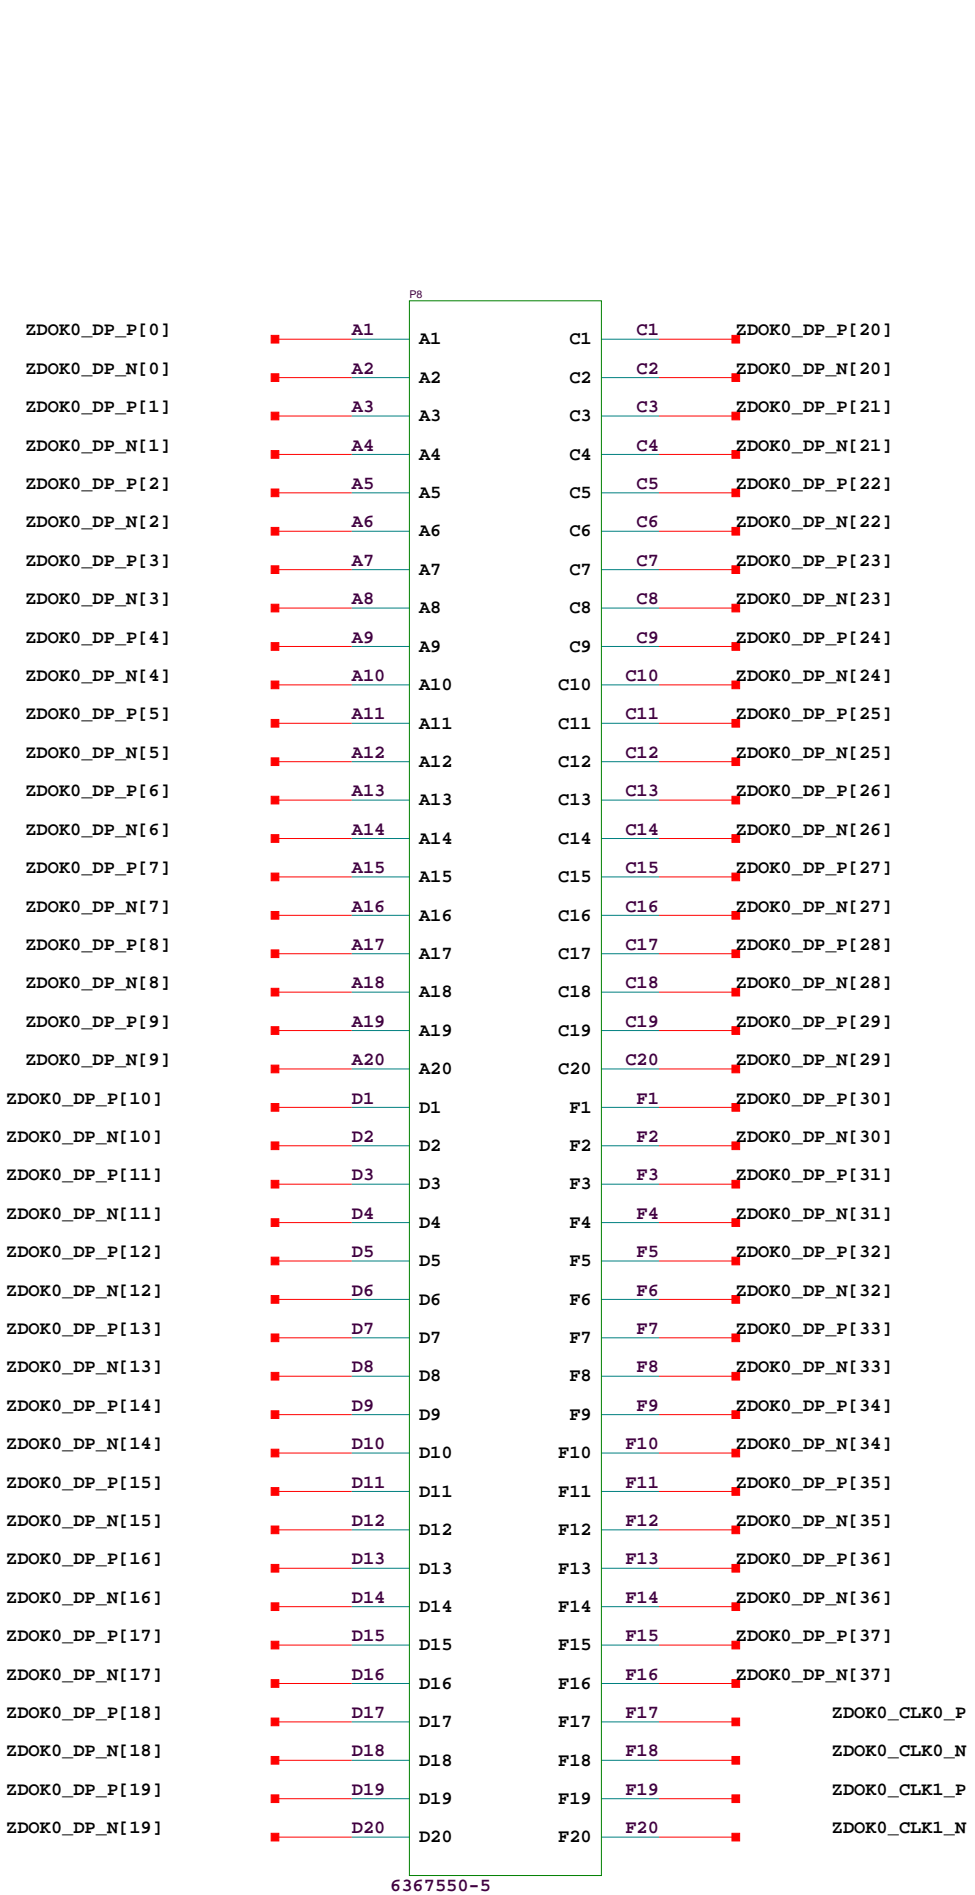 P8
ZDOK0_DP_P[0] A1 A1 C1 C1 ZDOK0_DP_P[20]
ZDOK0_DP_N[0] A2 A2 C2 C2 ZDOK0_DP_N[20]
ZDOK0_DP_P[1] A3 A3 C3 C3 ZDOK0_DP_P[21]
ZDOK0_DP_N[1] A4 A4 C4 C4 ZDOK0_DP_N[21]
ZDOK0_DP_P[2] A5 A5 C5 C5 ZDOK0_DP_P[22]
ZDOK0_DP_N[2] A6 A6 C6 C6 ZDOK0_DP_N[22]
ZDOK0_DP_P[3] A7 A7 C7 C7 ZDOK0_DP_P[23]
ZDOK0_DP_N[3] A8 A8 C8 C8 ZDOK0_DP_N[23]
ZDOK0_DP_P[4] A9 A9 C9 C9 ZDOK0_DP_P[24]
ZDOK0_DP_N[4] A10 A10 C10 C10 ZDOK0_DP_N[24]
ZDOK0_DP_P[5] A11 A11 C11 C11 ZDOK0_DP_P[25]
ZDOK0_DP_N[5] A12 A12 C12 C12 ZDOK0_DP_N[25]
ZDOK0_DP_P[6] A13 A13 C13 C13 ZDOK0_DP_P[26]
ZDOK0_DP_N[6] A14 A14 C14 C14 ZDOK0_DP_N[26]
ZDOK0_DP_P[7] A15 A15 C15 C15 ZDOK0_DP_P[27]
ZDOK0_DP_N[7] A16 A16 C16 C16 ZDOK0_DP_N[27]
ZDOK0_DP_P[8] A17 A17 C17 C17 ZDOK0_DP_P[28]
ZDOK0_DP_N[8] A18 A18 C18 C18 ZDOK0_DP_N[28]
ZDOK0_DP_P[9] A19 A19 C19 C19 ZDOK0_DP_P[29]
ZDOK0_DP_N[9] A20 A20 C20 C20 ZDOK0_DP_N[29]
ZDOK0_DP_P[10] D1 D1 F1 F1 ZDOK0_DP_P[30]
ZDOK0_DP_N[10] D2 D2 F2 F2 ZDOK0_DP_N[30]
ZDOK0_DP_P[11] D3 D3 F3 F3 ZDOK0_DP_P[31]
ZDOK0_DP_N[11] D4 D4 F4 F4 ZDOK0_DP_N[31]
ZDOK0_DP_P[12] D5 D5 F5 F5 ZDOK0_DP_P[32]
ZDOK0_DP_N[12] D6 D6 F6 F6 ZDOK0_DP_N[32]
ZDOK0_DP_P[13] D7 D7 F7 F7 ZDOK0_DP_P[33]
ZDOK0_DP_N[13] D8 D8 F8 F8 ZDOK0_DP_N[33]
ZDOK0_DP_P[14] D9 D9 F9 F9 ZDOK0_DP_P[34]
ZDOK0_DP_N[14] D10 D10 F10 F10 ZDOK0_DP_N[34]
ZDOK0_DP_P[15] D11 D11 F11 F11 ZDOK0_DP_P[35]
ZDOK0_DP_N[15] D12 D12 F12 F12 ZDOK0_DP_N[35]
ZDOK0_DP_P[16] D13 D13 F13 F13 ZDOK0_DP_P[36]
ZDOK0_DP_N[16] D14 D14 F14 F14 ZDOK0_DP_N[36]
ZDOK0_DP_P[17] D15 D15 F15 F15 ZDOK0_DP_P[37]
ZDOK0_DP_N[17] D16 D16 F16 F16 ZDOK0_DP_N[37]
ZDOK0_DP_P[18] D17 D17 F17 F17 ZDOK0_CLK0_P
ZDOK0_DP_N[18] D18 D18 F18 F18 ZDOK0_CLK0_N
ZDOK0_DP_P[19] D19 D19 F19 F19 ZDOK0_CLK1_P
ZDOK0_DP_N[19] D20 D20 F20 F20 ZDOK0_CLK1_N
6367550-5